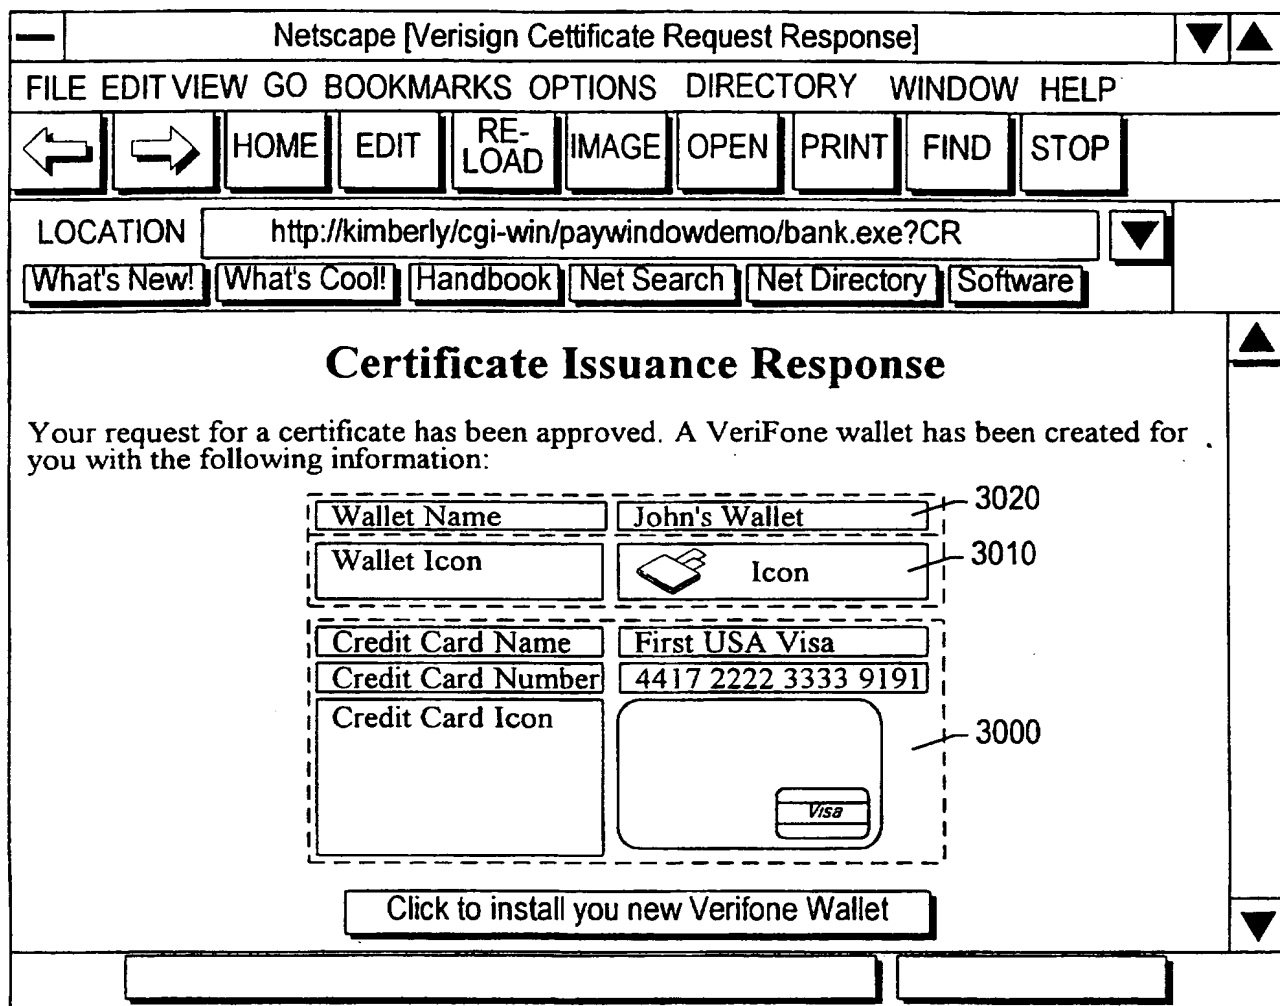 Netscape [Verisign Cettificate Request Response]
FILE EDIT VIEW GO BOOKMARKS OPTIONS DIRECTORY WINDOW HELP
HOME EDIT RE-LOAD IMAGE OPEN PRINT FIND STOP
LOCATION http://kimberly/cgi-win/paywindowdemo/bank.exe?CR
What's New! What's Cool! Handbook Net Search Net Directory Software
Certificate Issuance Response
Your request for a certificate has been approved. A VeriFone wallet has been created for
you with the following information:
Wallet Name John's Wallet 3020
Wallet Icon Icon 3010
Credit Card Name First USA Visa
Credit Card Number 4417 2222 3333 9191
Credit Card Icon 3000
Visa
Click to install you new Verifone Wallet